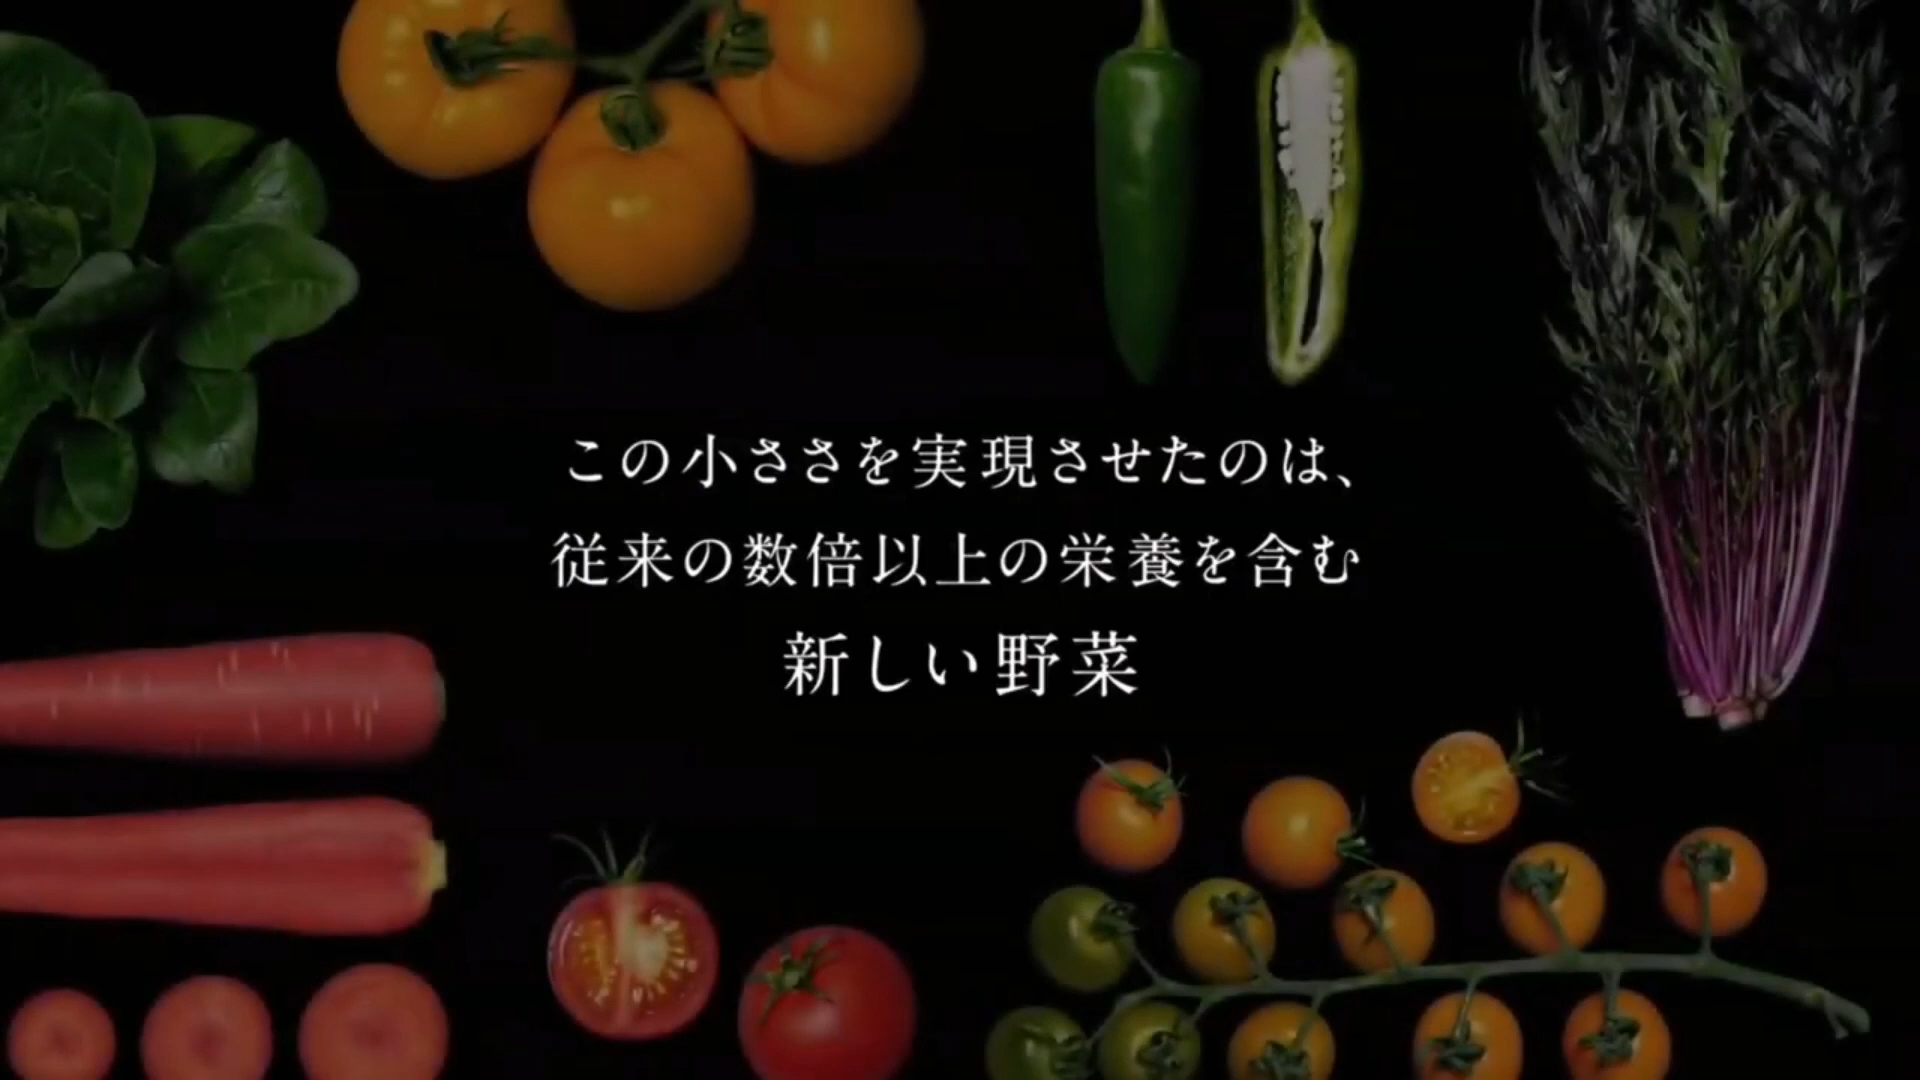 この小ささを実現させたのは、
従来の数倍以上の栄養を含む
新しい野菜